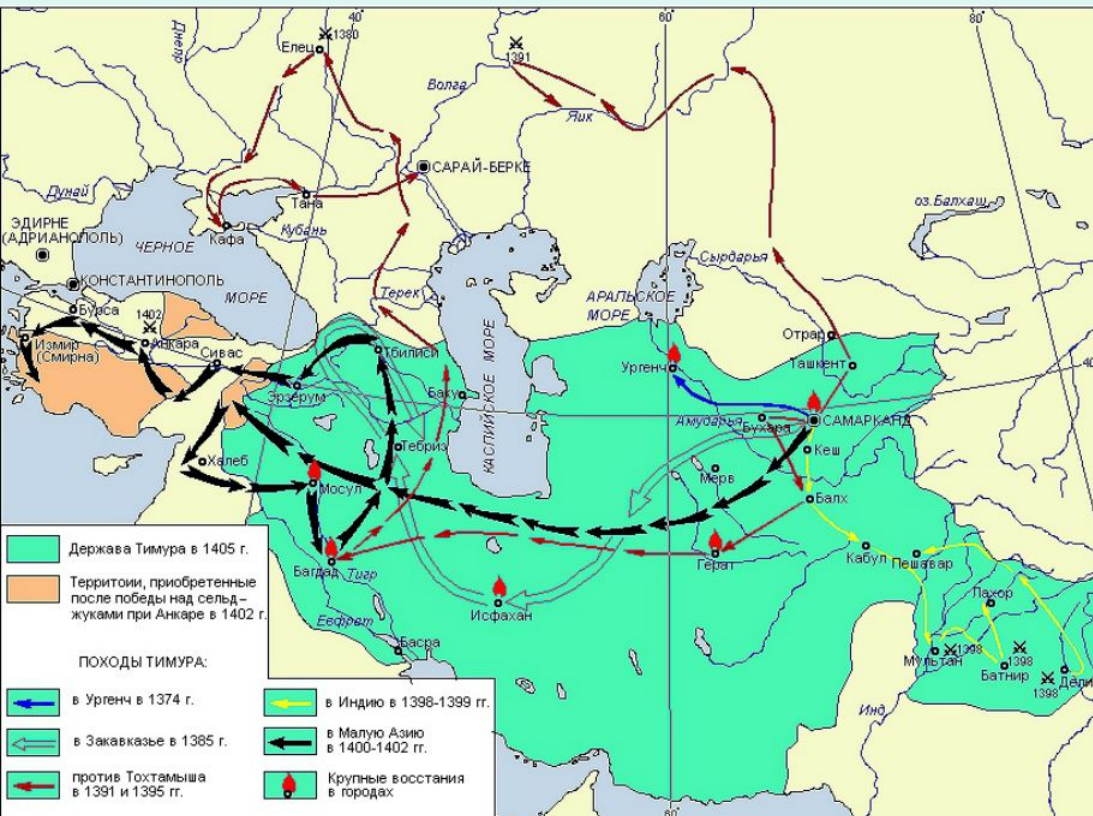 40
60
80
Днепр
1380
Елец
1391
Волга
Яик
САРАЙ-БЕРКЕ
Дунай
Тана
оз.Балхаш
ЭДИРНЕ
(АДРИАНОПОЛЬ)
ЧЕРНОЕ
Кафа
Кубань
Сырдарья
КОНСТАНТИНОПОЛЬ
МОРЕ
Терек
АРАЛЬСКОЕ
МОРЕ
Бурса
1402
Измир
(Смирна)
Анкара
Сивас
Тбилиси
КАСПИЙСКОЕ МОРЕ
Отрар
Ташкент
40
Ургенч
Эрзерум
Баку
Амударья
Бухара
САМАРКАНД
Тебриз
Кеш
Халеб
Мосул
Мерв
Балх
Багдад
Тигр
Герат
Кабул
Пешавар
Исфахан
Лахор
Евфрат
Басра
Мультан
1398
1398
Батнир
1398
Дели
Инд
60
Держава Тимура в 1405 г.
Территоии, приобретенные
после победы над сельд-
жуками при Анкаре в 1402 г.
ПОХОДЫ ТИМУРА:
в Ургенч в 1374 г.
в Закавказье в 1385 г.
против Тохтамыша
в 1391 и 1395 гг.
в Индию в 1398-1399 гг.
в Малую Азию
в 1400-1402 гг.
Крупные восстания
в городах